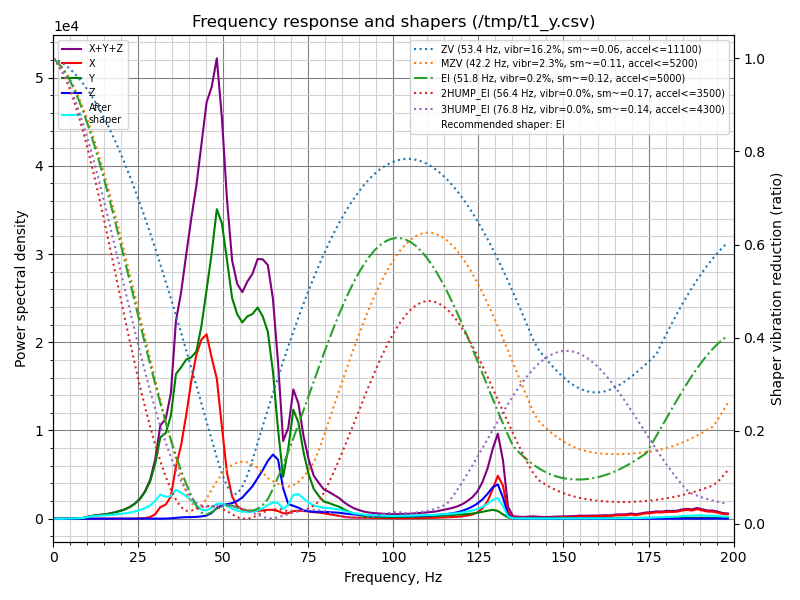 Frequency response and shapers (/tmp/t1_y.csv)
1e4
X+Y+Z
X
Y
Z
After
shaper
ZV (53.4 Hz, vibr=16.2%, sm~=0.06, accel<=11100)
MZV (42.2 Hz, vibr=2.3%, sm~=0.11, accel<=5200)
EI (51.8 Hz, vibr=0.2%, sm~=0.12, accel<=5000)
2HUMP_EI (56.4 Hz, vibr=0.0%, sm~=0.17, accel<=3500)
3HUMP_EI (76.8 Hz, vibr=0.0%, sm~=0.14, accel<=4300)
Recommended shaper: EI
Power spectral density
5
4
3
2
1
0
1.0
0.8
0.6
0.4
0.2
0.0
Shaper vibration reduction (ratio)
0 25 50 75 100 125 150 175 200
Frequency, Hz